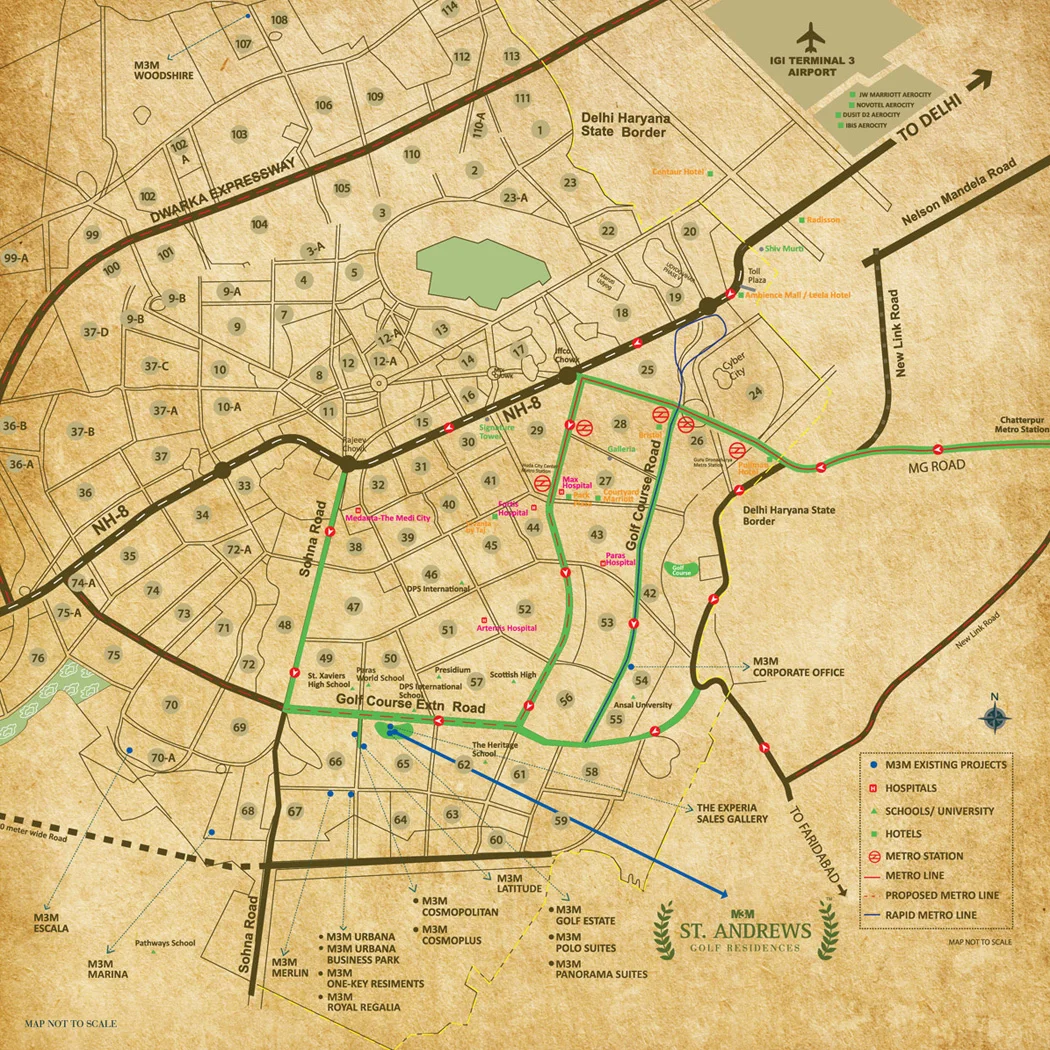 108
107
M3M
WOODSHIRE
114
112
113
111
109
106
103
102
A
110-A
1
110
2
23
23-A
105
102
DWARKA EXPRESSWAY
104
3
99
99-A
100
101
3-A
Delhi Haryana
State Border
IGI TERMINAL 3
AIRPORT
JW MARRIOTT AEROCITY
NOVOTEL AEROCITY
DUSIT D2 AEROCITY
IBIS AEROCITY
TO DELHI
Nelson Mandela Road
Centaur Hotel
Radisson
Shiv Murti
Toll
Plaza
Ambience Mall / Leela Hotel
22
20
19
18
5
4
9-A
9-B
9-B
9
7
37-D
37-C
10
8
12
12-A
12-A
13
14
17
Iffco
Chowk
25
Cyber
City
24
New Link Road
37-A
10-A
11
15
16
NH-8
36-B
37-B
36-A
37
Rajeev
Chowk
Signature
Tower
30
29
28
Bristol
26
Galleria
Golf Course Road
Chatterpur
Metro Station
MG ROAD
36
33
34
NH-8
35
32
31
41
40
Max
Hospital
27
Courtyard
Marriott
Park
Fortis
Hospital
44
43
Medanta-The Medi City
Sohna Road
38
39
45
Delhi Haryana State
Border
72-A
74-A
74
75-A
73
71
46
DPS International
Paras
Hospital
Golf
Course
42
47
48
52
51
Artemis Hospital
53
New Link Road
76
75
72
49
50
St. Xaviers
High School
Paras
World School
DPS International
School
Presidium
57
Scottish High
54
M3M
CORPORATE OFFICE
Ansal University
56
55
Golf Course Extn Road
70
69
70-A
66
65
62
The Heritage
School
61
58
N
68
67
64
63
60
59
THE EXPERIA
SALES GALLERY
TO FARIDABAD
M3M EXISTING PROJECTS
HOSPITALS
SCHOOLS/ UNIVERSITY
HOTELS
METRO STATION
METRO LINE
PROPOSED METRO LINE
RAPID METRO LINE
MAP NOT TO SCALE
0 meter wide Road
M3M
ESCALA
M3M
MARINA
Pathways School
Sohna Road
M3M
MERLIN
M3M URBANA
M3M URBANA
BUSINESS PARK
M3M
ONE-KEY RESIMENTS
M3M
ROYAL REGALIA
M3M
COSMOPOLITAN
M3M
COSMOPLUS
M3M
LATITUDE
M3M
GOLF ESTATE
M3M
POLO SUITES
M3M
PANORAMA SUITES
M3M
ST. ANDREWS
GOLF RESIDENCES
TM
MAP NOT TO SCALE